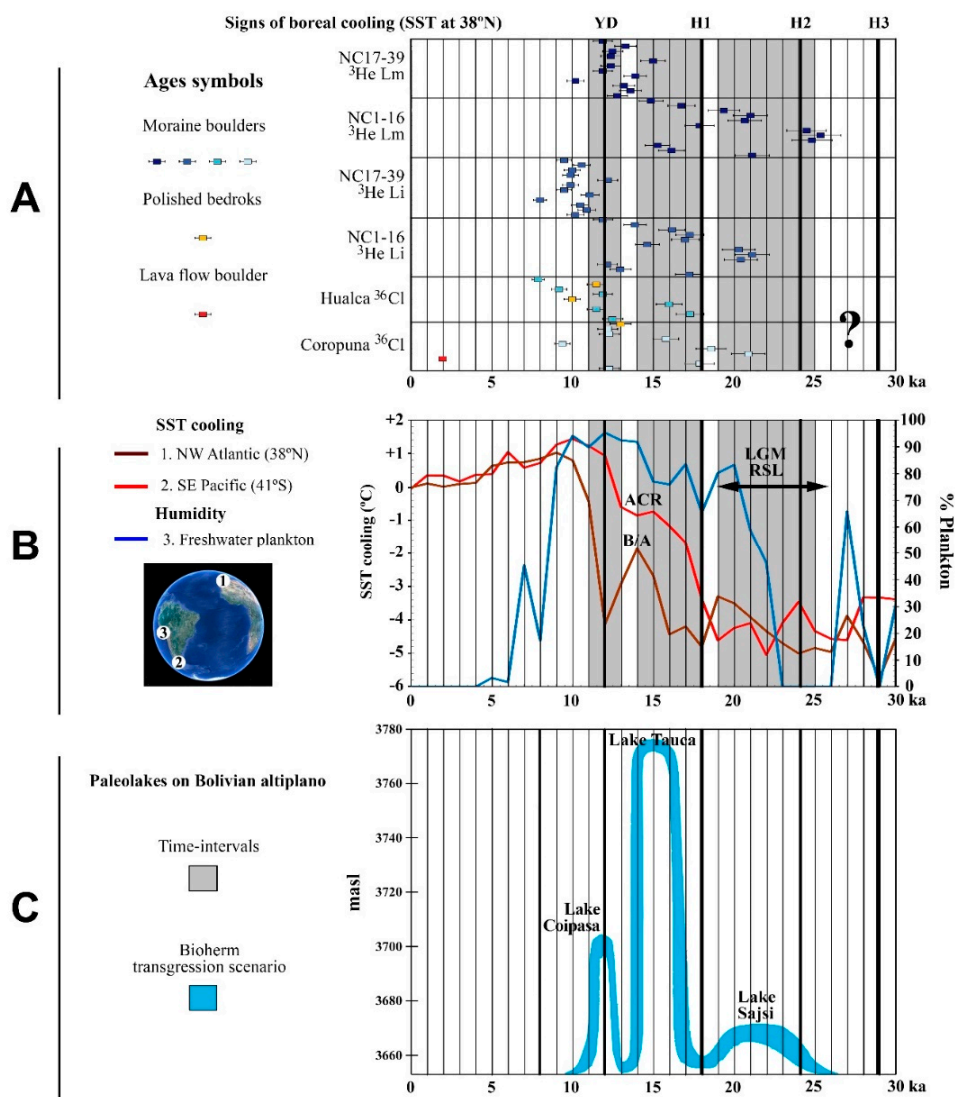 Signs of boreal cooling (SST at 38ºN) YD H1 H2 H3
A
Ages symbols
Moraine boulders
Polished bedroks
Lava flow boulder
NC17-39
³He Lm
NC1-16
³He Lm
NC17-39
³He Li
NC1-16
³He Li
Hualca ³⁶Cl
Coropuna ³⁶Cl
?
0 5 10 15 20 25 30 ka
B
SST cooling
1. NW Atlantic (38ºN)
2. SE Pacific (41ºS)
Humidity
3. Freshwater plankton
1
3
2
SST cooling (ºC)
+2
+1
0
-1
-2
-3
-4
-5
-6
ACR
B/A
LGM
RSL
100
90
80
70
60
50
40
30
20
10
0
% Plankton
0 5 10 15 20 25 30 ka
C
Paleolakes on Bolivian altiplano
Time-intervals
Bioherm
transgression scenario
masl
3780
3760
3740
3720
3700
3680
3660
Lake Tauca
Lake
Coipasa
Lake
Sajsi
0 5 10 15 20 25 30 ka